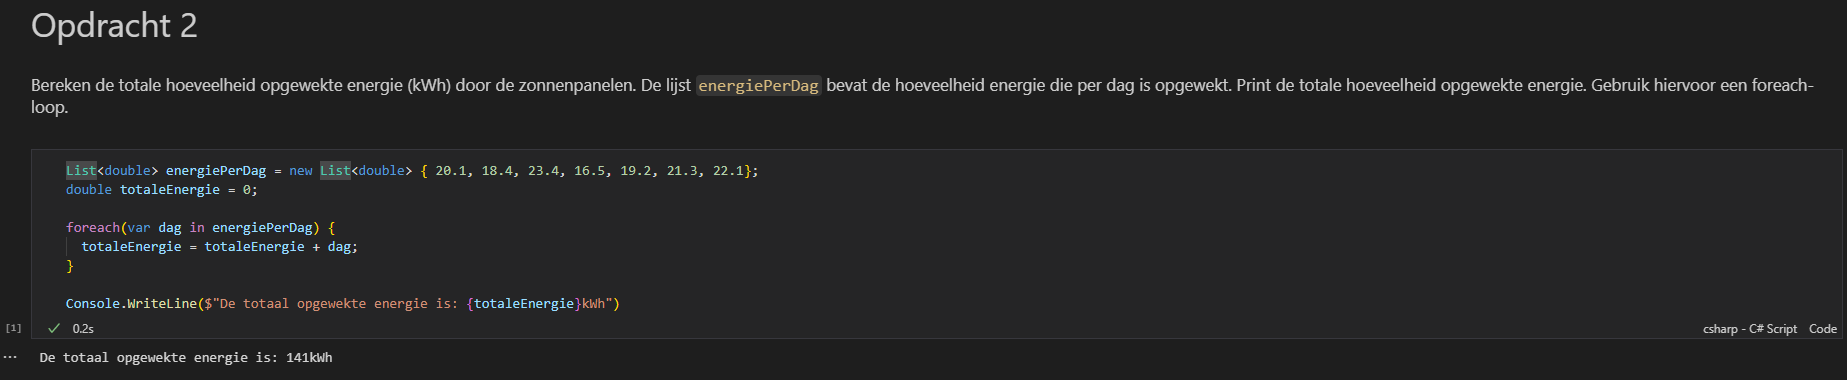 Opdracht 2
Bereken de totale hoeveelheid opgewekte energie (kWh) door de zonnenpanelen. De lijst energiePerDag bevat de hoeveelheid energie die per dag is opgewekt. Print de totale hoeveelheid opgewekte energie. Gebruik hiervoor een foreach-
loop.
List<double> energiePerDag = new List<double> { 20.1, 18.4, 23.4, 16.5, 19.2, 21.3, 22.1};
double totaleEnergie = 0;
foreach(var dag in energiePerDag) {
totaleEnergie = totaleEnergie + dag;
}
Console.WriteLine($"De totaal opgewekte energie is: {totaleEnergie}kWh")
[1] ✓ 0.2s csharp - C# Script Code
... De totaal opgewekte energie is: 141kWh